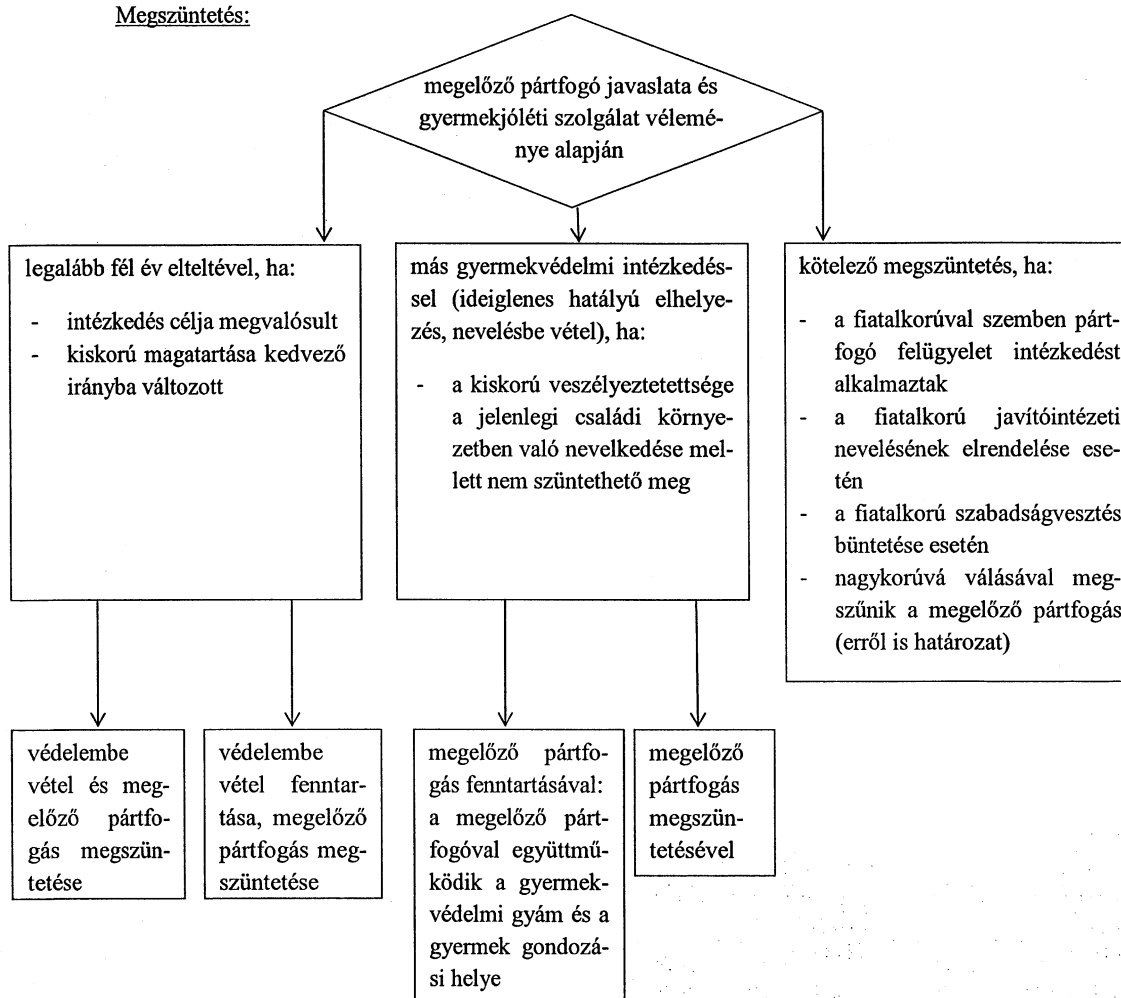 Megszüntetés:
megelőző pártfogó javaslata és
gyermekjóléti szolgálat vélemé-
nye alapján
legalább fél év elteltével, ha:
- intézkedés célja megvalósult
- kiskorú magatartása kedvező
irányba változott
más gyermekvédelmi intézkedés-
sel (ideiglenes hatályú elhelye-
zés, nevelésbe vétel), ha:
- a kiskorú veszélyeztetettsége
a jelenlegi családi környe-
zetben való nevelkedése mel-
lett nem szüntethető meg
kötelező megszüntetés, ha:
- a fiatalkorúval szemben párt-
fogó felügyelet intézkedést
alkalmaztak
- a fiatalkorú javítóintézeti
nevelésének elrendelése ese-
tén
- a fiatalkorú szabadságvesztés
büntetése esetén
- nagykorúvá válásával meg-
szűnik a megelőző pártfogás
(erről is határozat)
védelembe
vétel és meg-
előző pártfo-
gás megszün-
tetése
védelembe
vétel fenntar-
tása, megelőző
pártfogás meg-
szüntetése
megelőző pártfo-
gás fenntartásával:
a megelőző párt-
fogóval együttmű-
ködik a gyermek-
védelmi gyám és a
gyermek gondozá-
si helye
megelőző
pártfogás
megszün-
tetésével